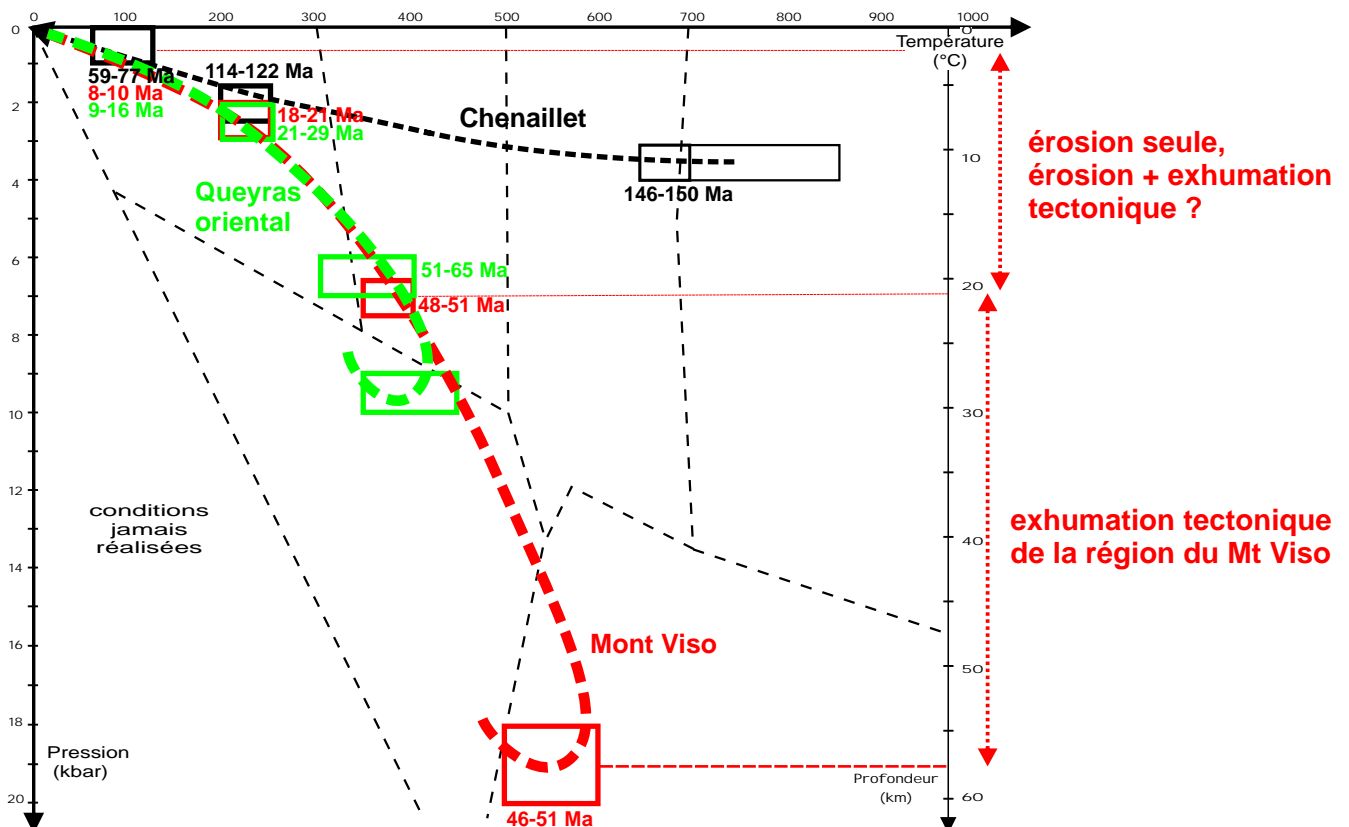 0 100 200 300 400 500 600 700 800 900 1000
0
0
Température
(°C)
59-77 Ma
114-122 Ma
8-10 Ma
9-16 Ma
18-21 Ma
21-29 Ma
2
Chenaillet
érosion seule,
érosion + exhumation
tectonique ?
10
4
146-150 Ma
Queyras
oriental
6
51-65 Ma
48-51 Ma
20
8
10
30
12
conditions
jamais
réalisées
exhumation tectonique
de la région du Mt Viso
40
14
16
Mont Viso
50
18
Pression
(kbar)
Profondeur
(km)
20
60
46-51 Ma